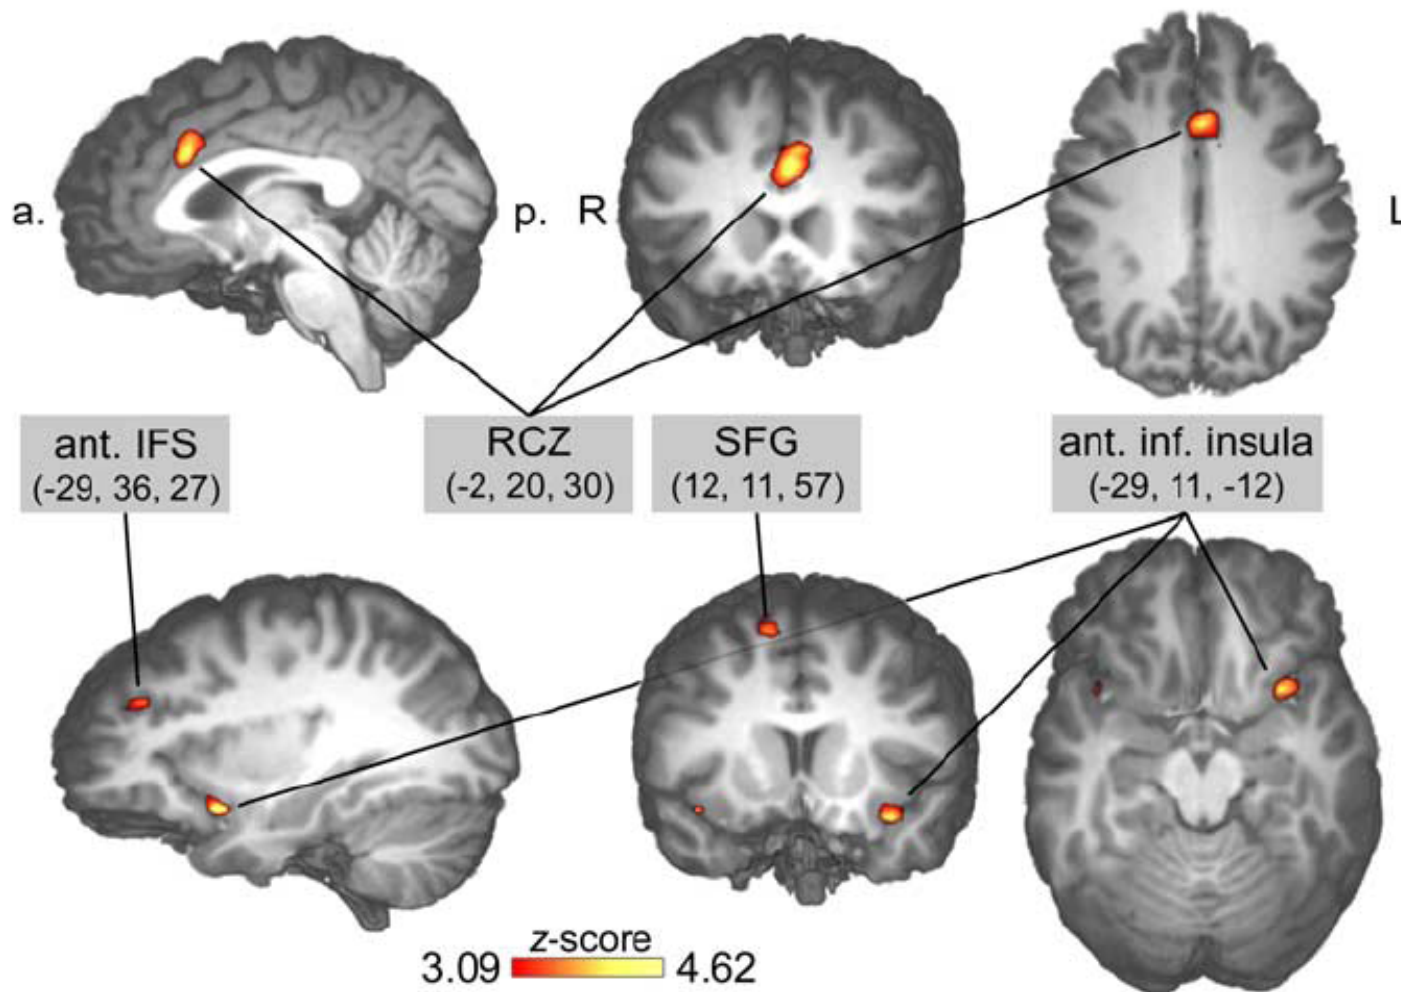 a.
p.
R
L
ant. IFS
(-29, 36, 27)
RCZ
(-2, 20, 30)
SFG
(12, 11, 57)
ant. inf. insula
(-29, 11, -12)
z-score
3.09
4.62